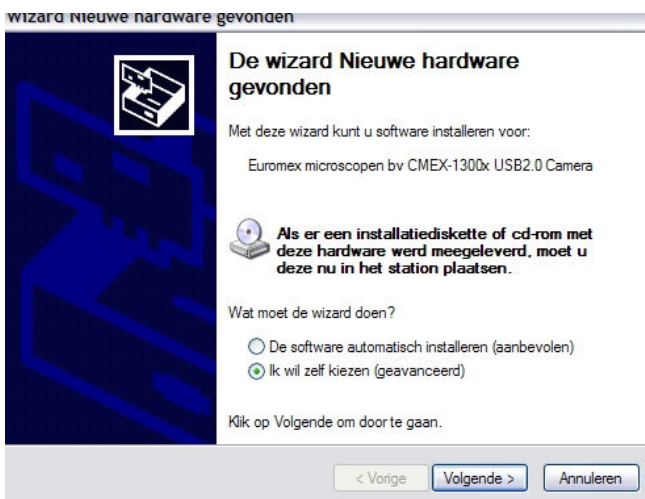 Wizard Nieuwe hardware gevonden
De wizard Nieuwe hardware
gevonden
Met deze wizard kunt u software installeren voor:
Euromex microscopen bv CMEX-1300x USB2.0 Camera
Als er een installatiediskette of cd-rom met
deze hardware werd meegeleverd, moet u
deze nu in het station plaatsen.
Wat moet de wizard doen?
De software automatisch installeren (aanbevolen)
Ik wil zelf kiezen (geavanceerd)
Klik op Volgende om door te gaan.
< Vorige
Volgende >
Annuleren